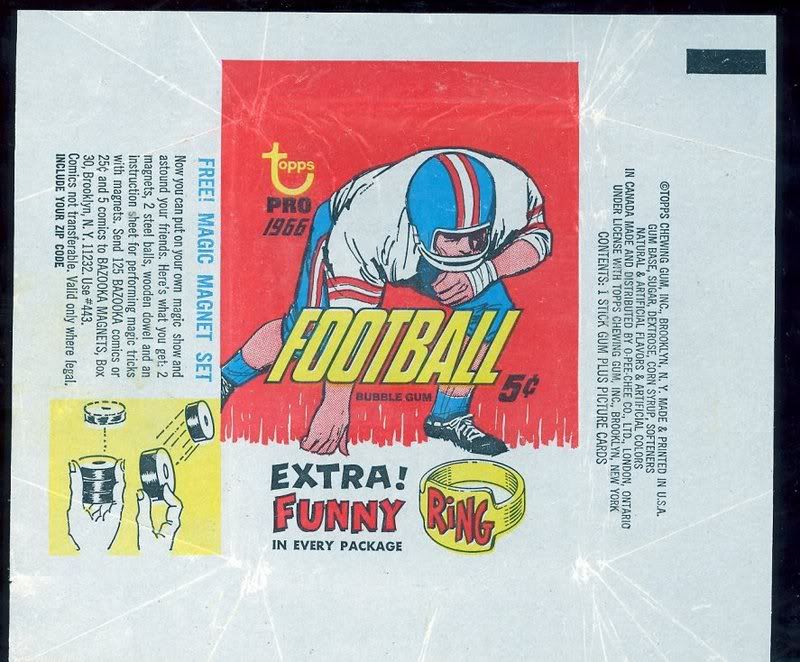 FREE! MAGIC MAGNET SET
Now you can put on your own magic show and
astound your friends. Here's what you get: 2
magnets, 2 steel balls, wooden dowel and an
instruction sheet for performing magic tricks
with magnets. Send 125 BAZOOKA comics or
25¢ and 5 comics to BAZOOKA MAGNETS, Box
30, Brooklyn, N. Y. 11232. Use #443.
Comics not transferable. Valid only where legal.
INCLUDE YOUR ZIP CODE
topps
PRO
1966
FOOTBALL
BUBBLE GUM
5¢
EXTRA!
FUNNY
RING
IN EVERY PACKAGE
©TOPPS CHEWING GUM, INC., BROOKLYN, N. Y. MADE & PRINTED IN U.S.A.
GUM BASE, SUGAR, DEXTROSE, CORN SYRUP, SOFTENERS
NATURAL & ARTIFICIAL FLAVORS & ARTIFICIAL COLORS
IN CANADA MADE AND DISTRIBUTED BY O-PEE-CHEE CO., LTD., LONDON, ONTARIO
UNDER LICENSE WITH TOPPS CHEWING GUM, INC., BROOKLYN, NEW YORK
CONTENTS: 1 STICK GUM PLUS PICTURE CARDS